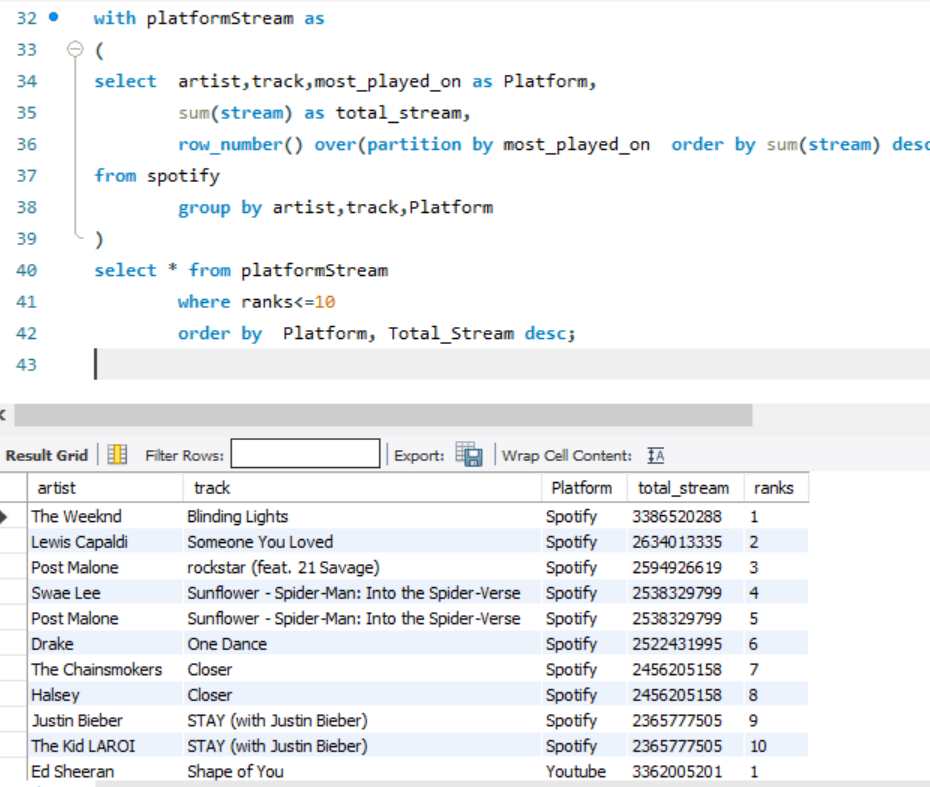 32 with platformStream as
33 (
34 select artist,track,most_played_on as Platform,
35 sum(stream) as total_stream,
36 row_number() over(partition by most_played_on order by sum(stream) desc
37 from spotify
38 group by artist,track,Platform
39 )
40 select * from platformStream
41 where ranks<=10
42 order by Platform, Total_Stream desc;
43
Result Grid Filter Rows: Export: Wrap Cell Content:
artist track Platform total_stream ranks
The Weeknd Blinding Lights Spotify 3386520288 1
Lewis Capaldi Someone You Loved Spotify 2634013335 2
Post Malone rockstar (feat. 21 Savage) Spotify 2594926619 3
Swae Lee Sunflower - Spider-Man: Into the Spider-Verse Spotify 2538329799 4
Post Malone Sunflower - Spider-Man: Into the Spider-Verse Spotify 2538329799 5
Drake One Dance Spotify 2522431995 6
The Chainsmokers Closer Spotify 2456205158 7
Halsey Closer Spotify 2456205158 8
Justin Bieber STAY (with Justin Bieber) Spotify 2365777505 9
The Kid LAROI STAY (with Justin Bieber) Spotify 2365777505 10
Ed Sheeran Shape of You Youtube 3362005201 1